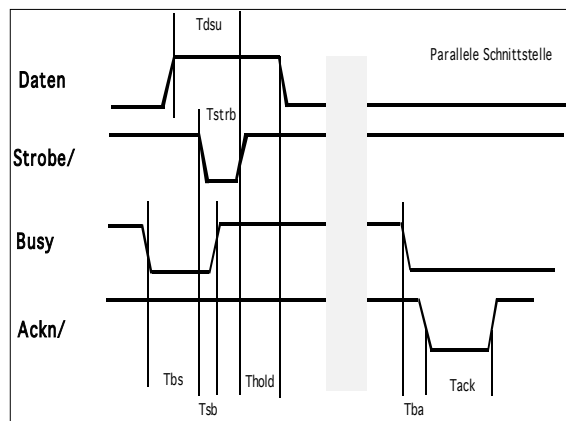 Tdsu
Parallele Schnittstelle
Daten
Tstrb
Strobe/
Busy
Ackn/
Tbs
Thold
Tack
Tsb
Tba